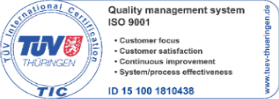 TÜV International Certification
TÜV
THÜRINGEN
TIC
Quality management system
ISO 9001
• Customer focus
• Customer satisfaction
• Continuous improvement
• System/process effectiveness
ID 15 100 1810438
www.tuev-thueringen.de